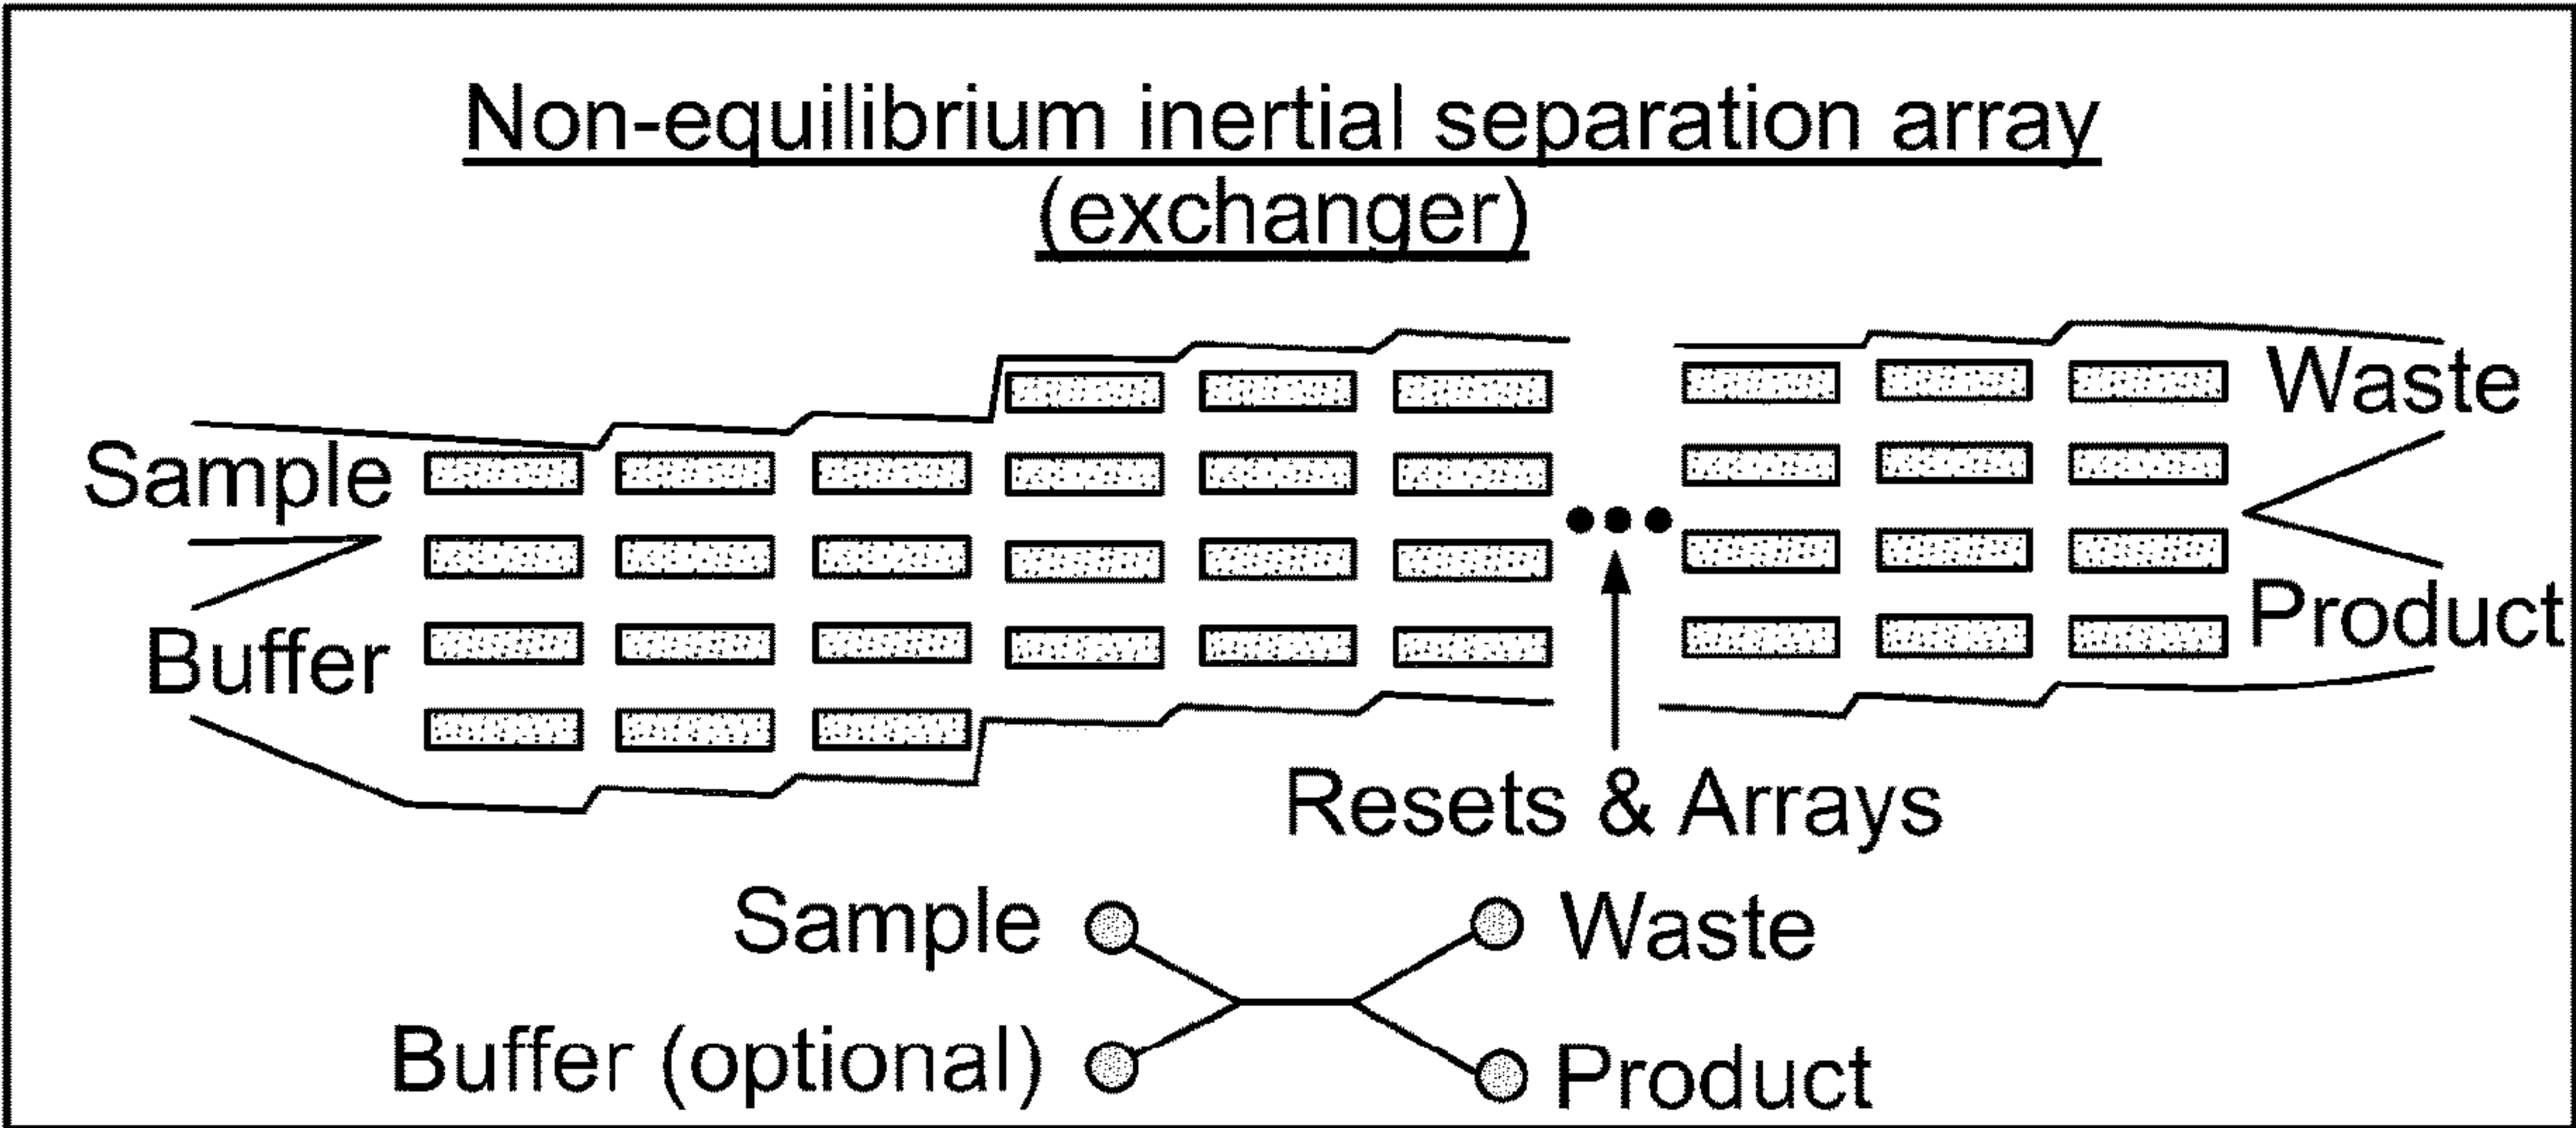 Non-equilibrium inertial separation array
(exchanger)
Sample
Waste
Buffer
Product
Resets & Arrays
Sample
Waste
Buffer (optional)
Product